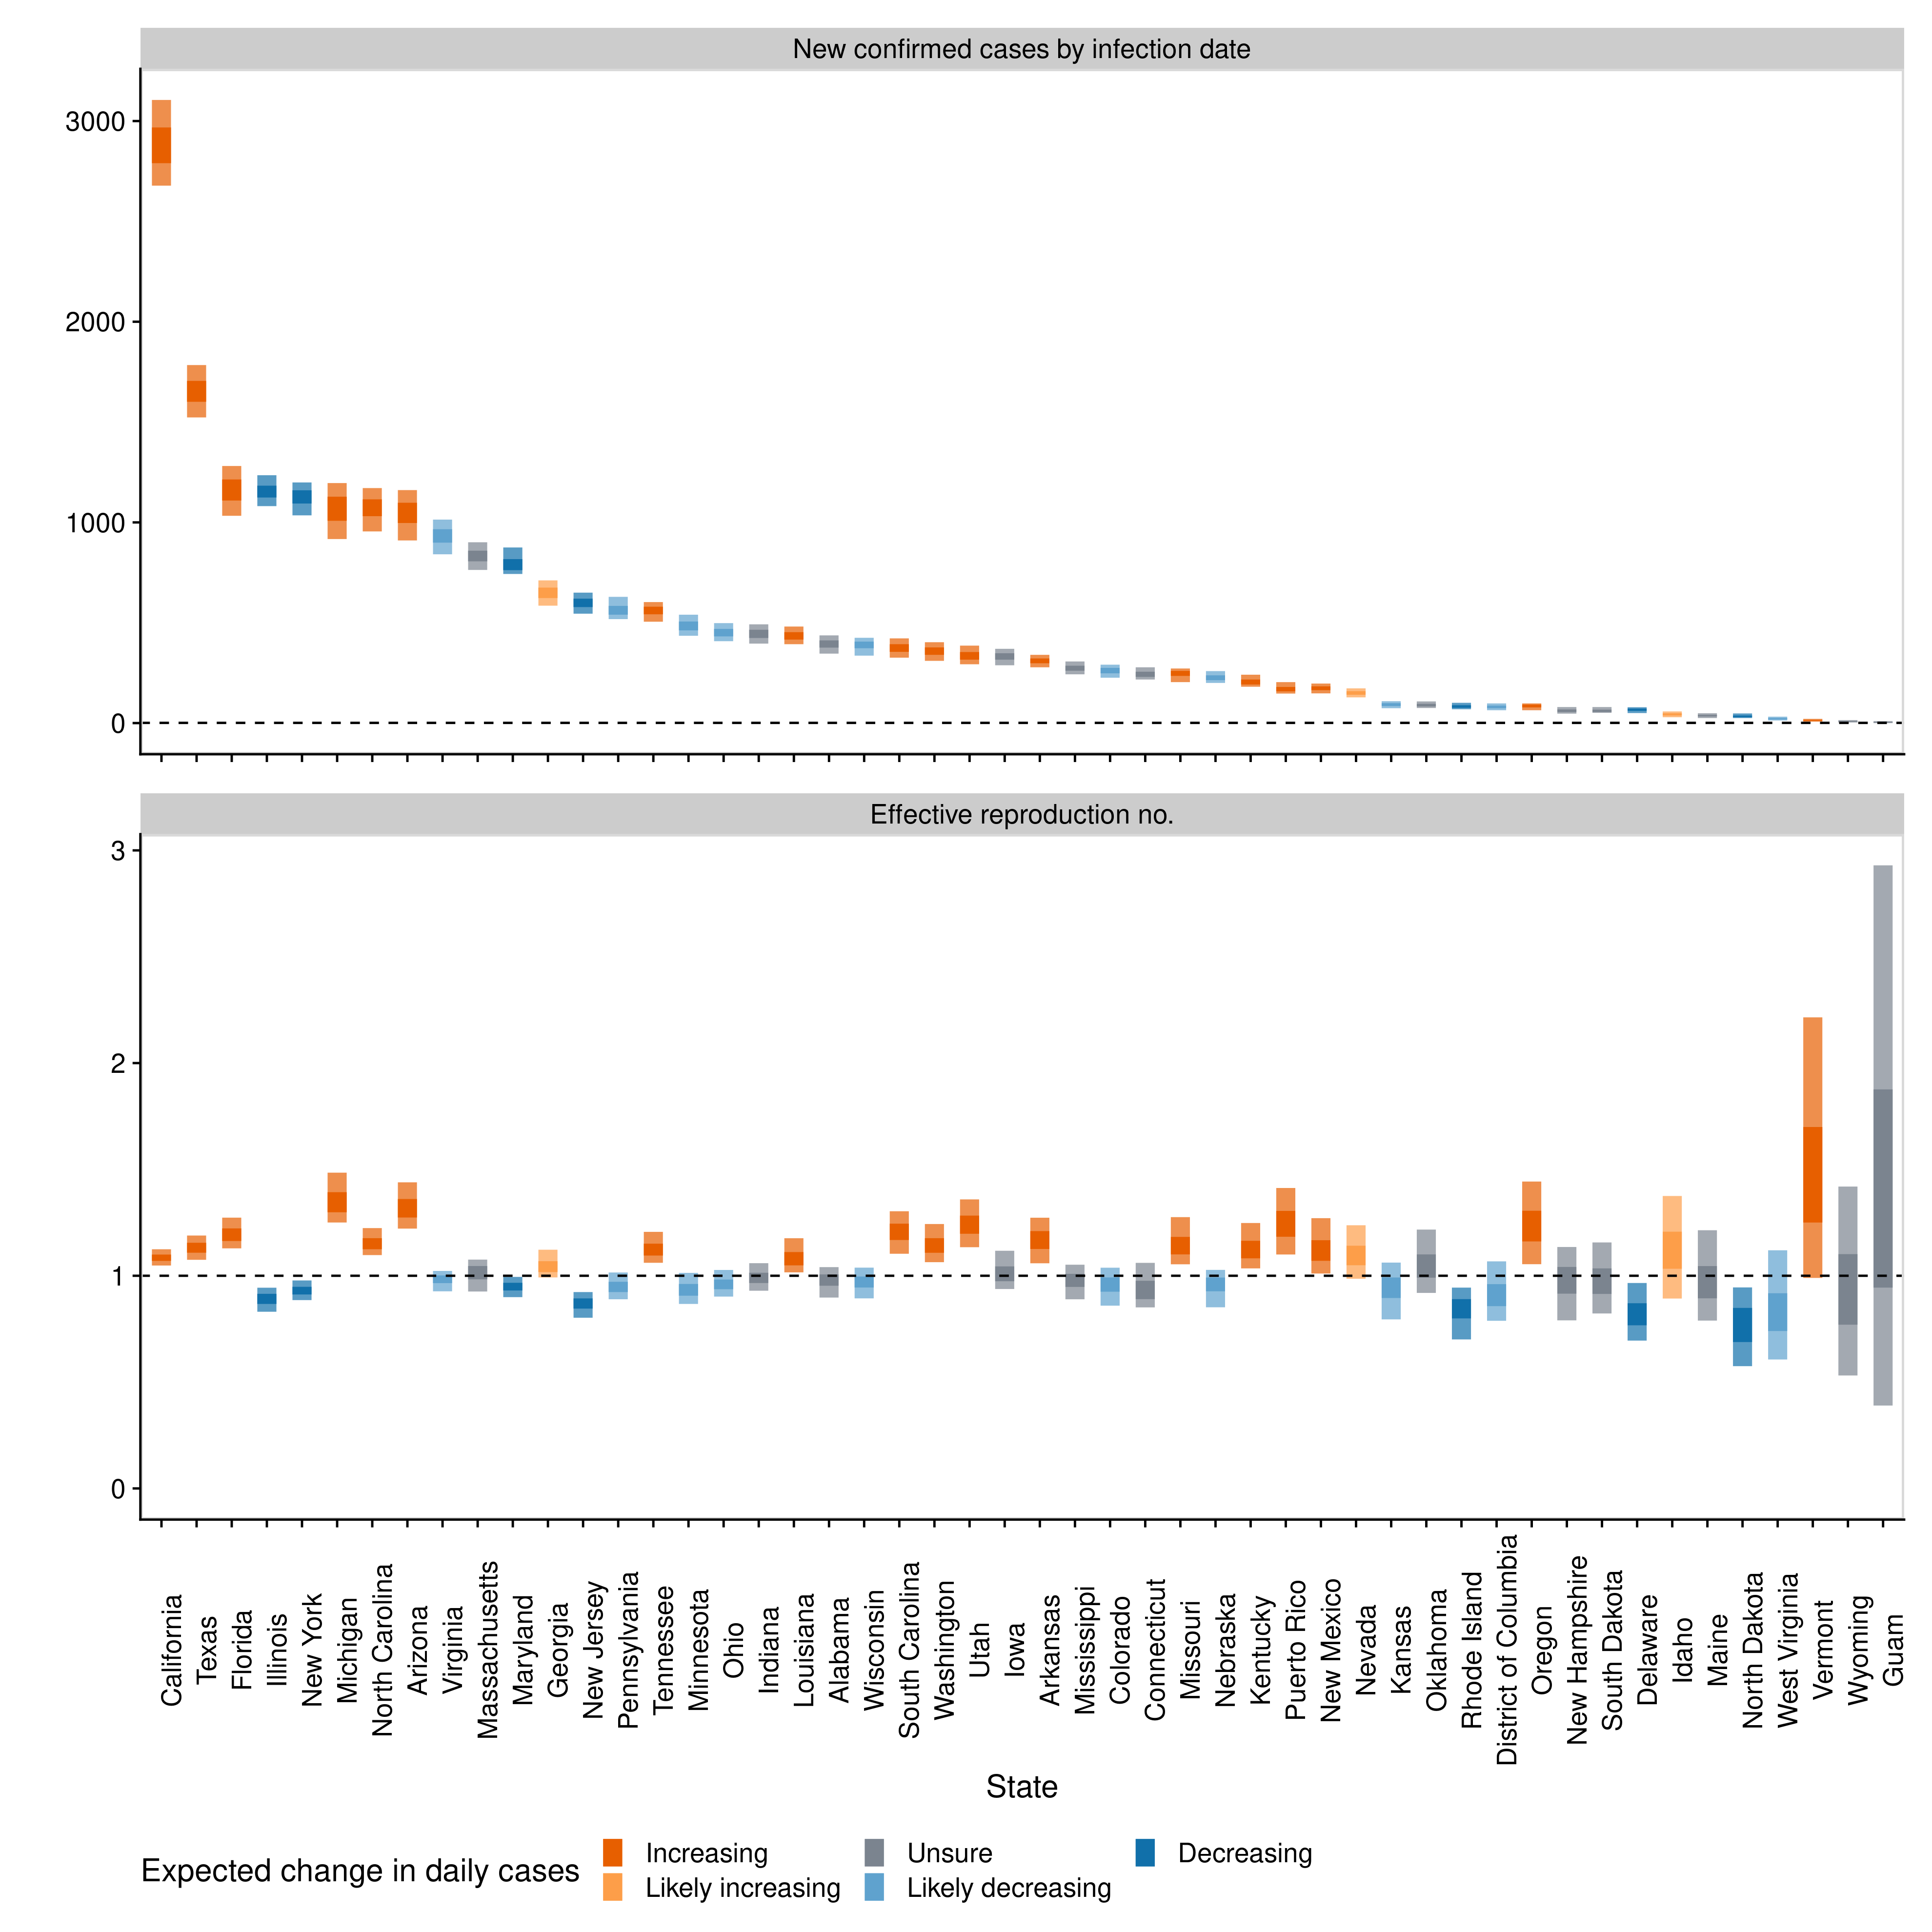 New confirmed cases by infection date
3000
2000
1000
0
Effective reproduction no.
3
2
1
0
California
Texas
Florida
Illinois
New York
Michigan
North Carolina
Arizona
Virginia
Massachusetts
Maryland
Georgia
New Jersey
Pennsylvania
Tennessee
Minnesota
Ohio
Indiana
Louisiana
Alabama
Wisconsin
South Carolina
Washington
Utah
Iowa
Arkansas
Mississippi
Colorado
Connecticut
Missouri
Nebraska
Kentucky
Puerto Rico
New Mexico
Nevada
Kansas
Oklahoma
Rhode Island
District of Columbia
Oregon
New Hampshire
South Dakota
Delaware
Idaho
Maine
North Dakota
West Virginia
Vermont
Wyoming
Guam
State
Expected change in daily cases
Increasing
Unsure
Decreasing
Likely increasing
Likely decreasing